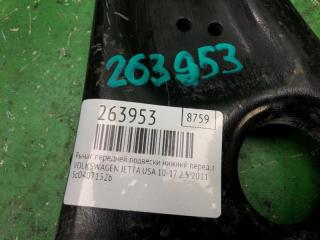 263953
263953
8759
Рычаг передней подвески нижний перед.п
VOLKSWAGEN JETTA USA 10-17 2.5 2011
5c0407152b